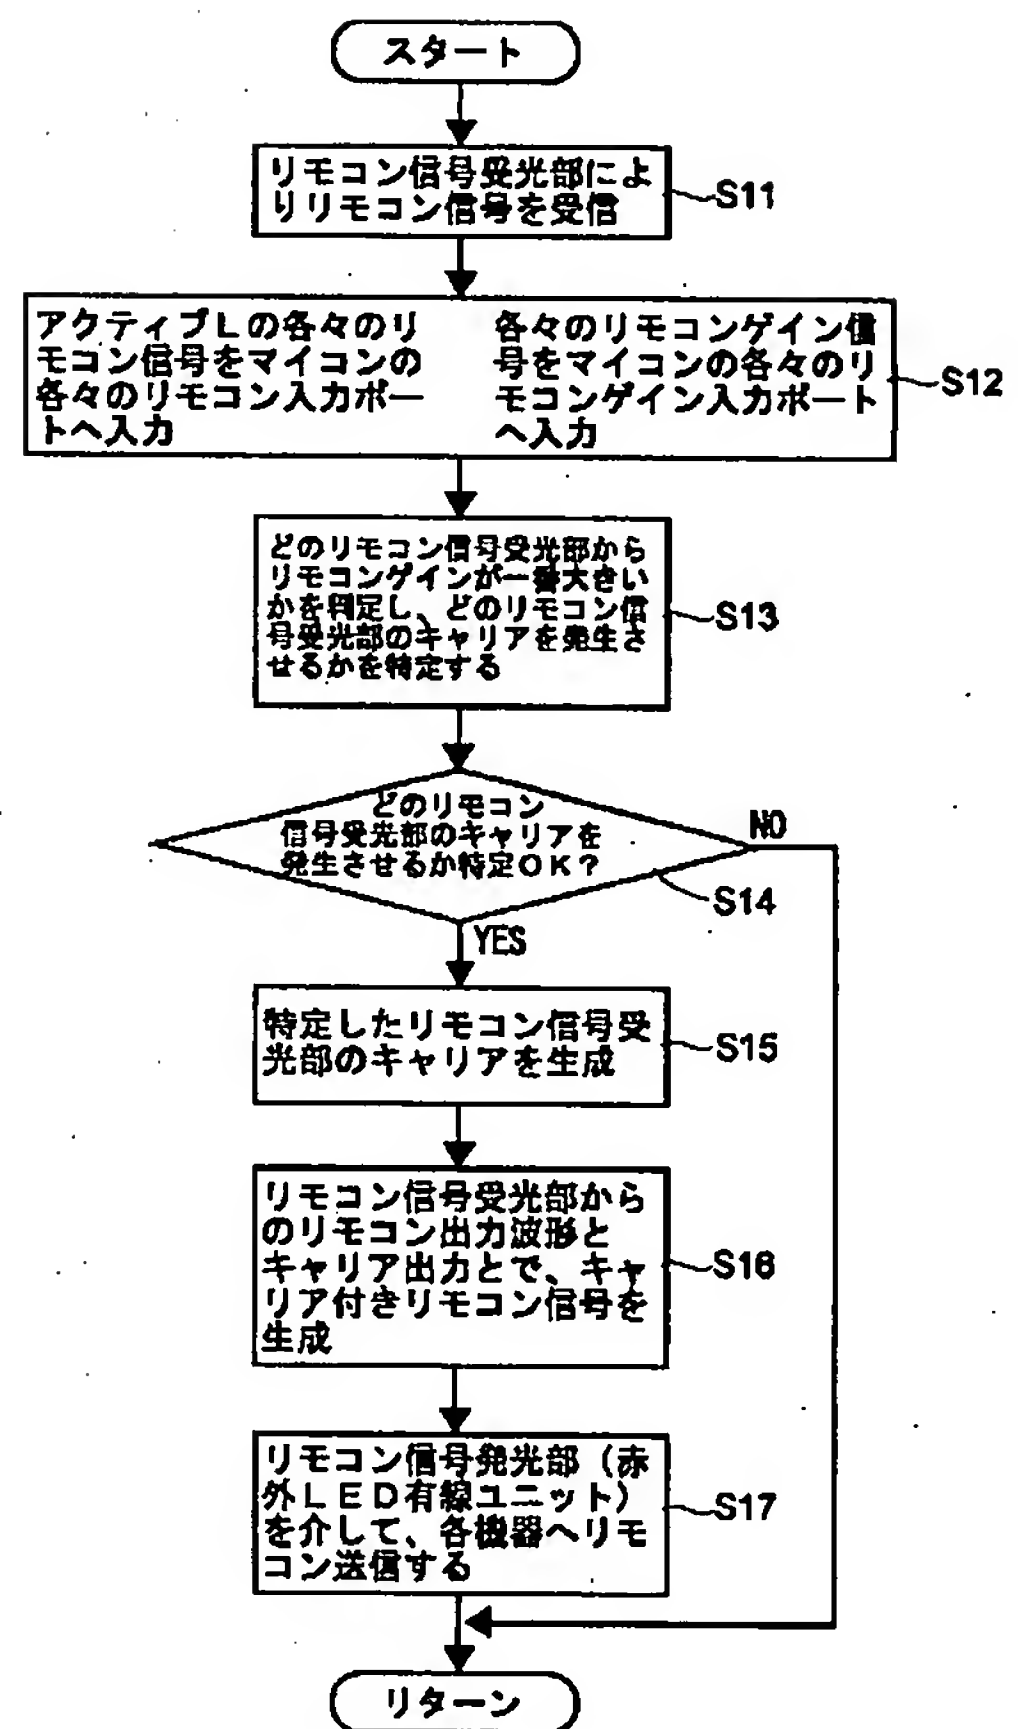 スタート
リモコン信号受光部によ
りリモコン信号を受信
S11
アクティブLの各々のリ
モコン信号をマイコンの
各々のリモコン入力ポー
トへ入力
各々のリモコンゲイン信
号をマイコンの各々のリ
モコンゲイン入力ポート
へ入力
S12
どのリモコン信号受光部から
リモコンゲインが一番大きい
かを判定し、どのリモコン信
号受光部のキャリアを発生さ
せるかを特定する
S13
どのリモコン
信号受光部のキャリアを
発生させるか特定OK？
NO
S14
YES
特定したリモコン信号受
光部のキャリアを生成
S15
リモコン信号受光部から
のリモコン出力波形と
キャリア出力とで、キャ
リア付きリモコン信号を
生成
S16
リモコン信号発光部（赤
外LED有線ユニット）
を介して、各機器へリモ
コン送信する
S17
リターン